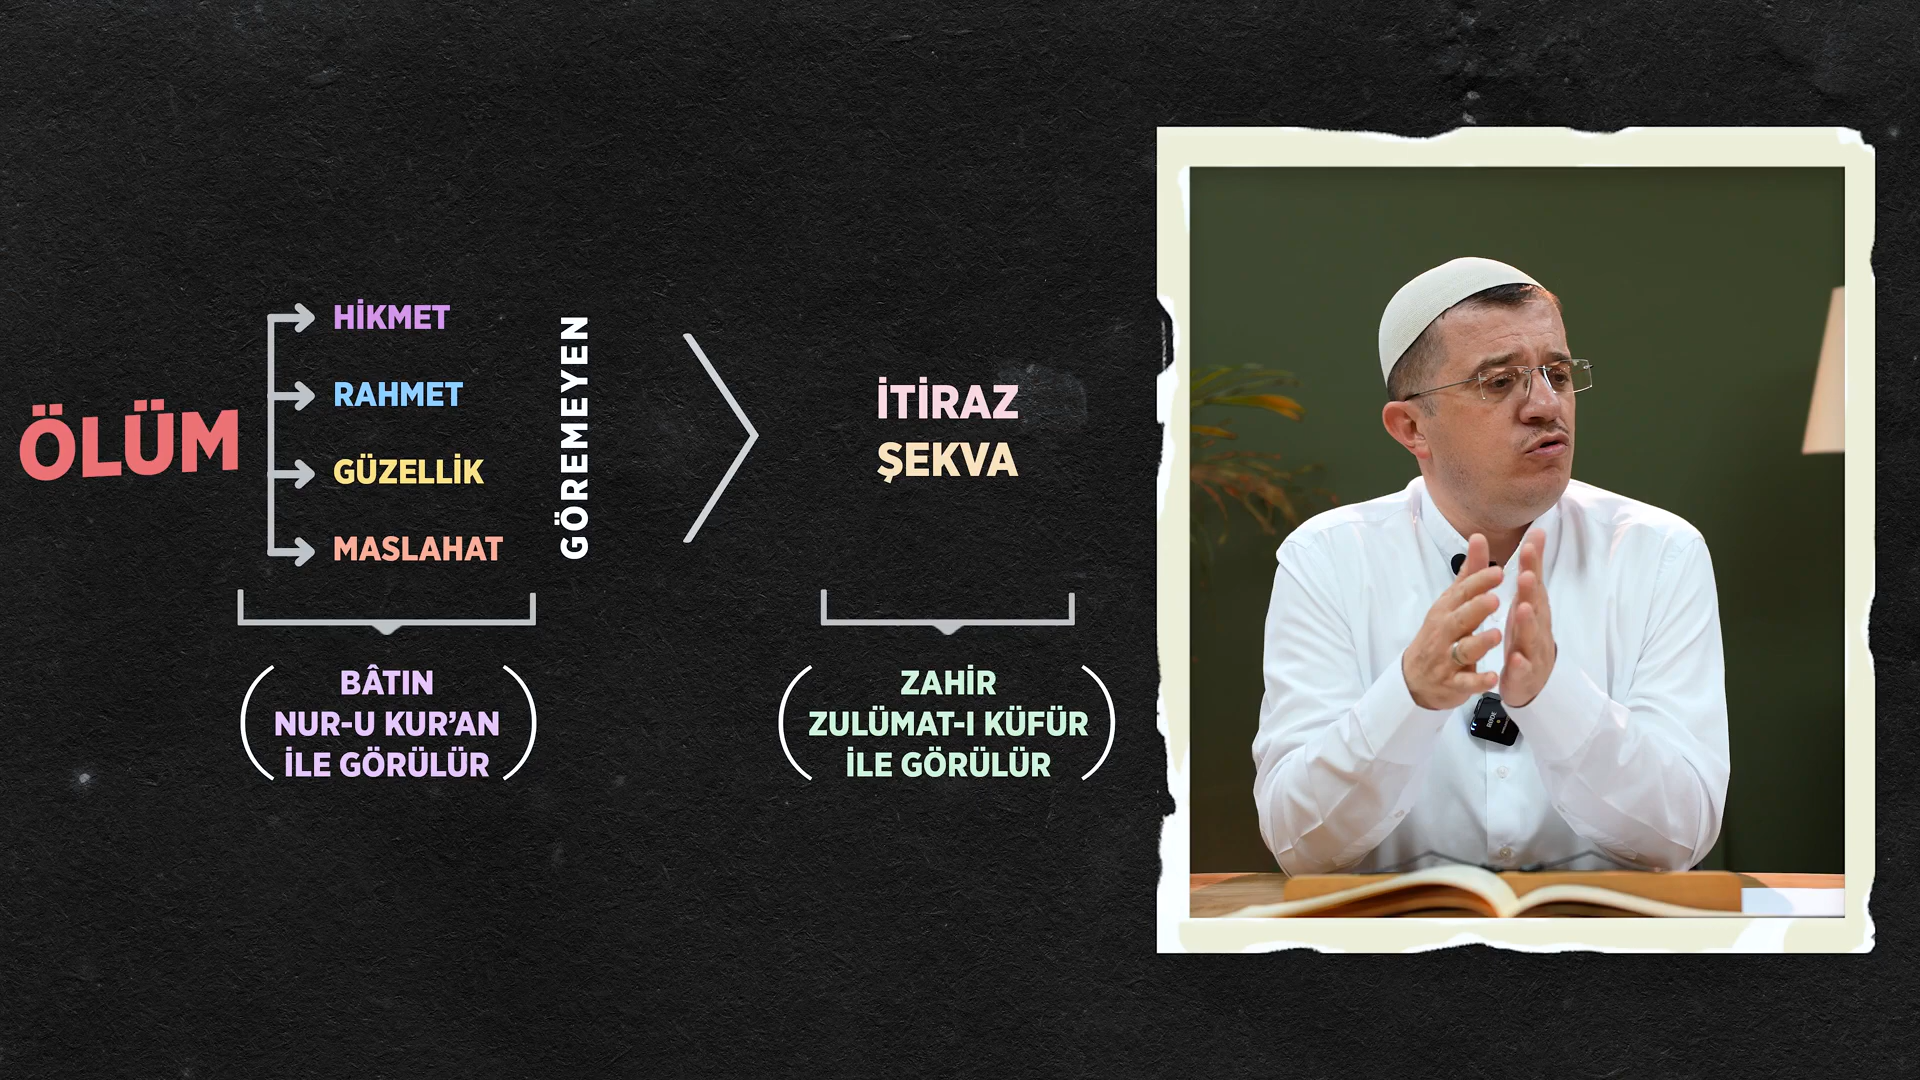 ÖLÜM
HİKMET
RAHMET
GÜZELLİK
MASLAHAT
GÖREMEYEN
İTİRAZ
ŞEKVA
BÂTIN
NUR-U KUR'AN
İLE GÖRÜLÜR
ZAHİR
ZULÜMAT-I KÜFÜR
İLE GÖRÜLÜR
RODE